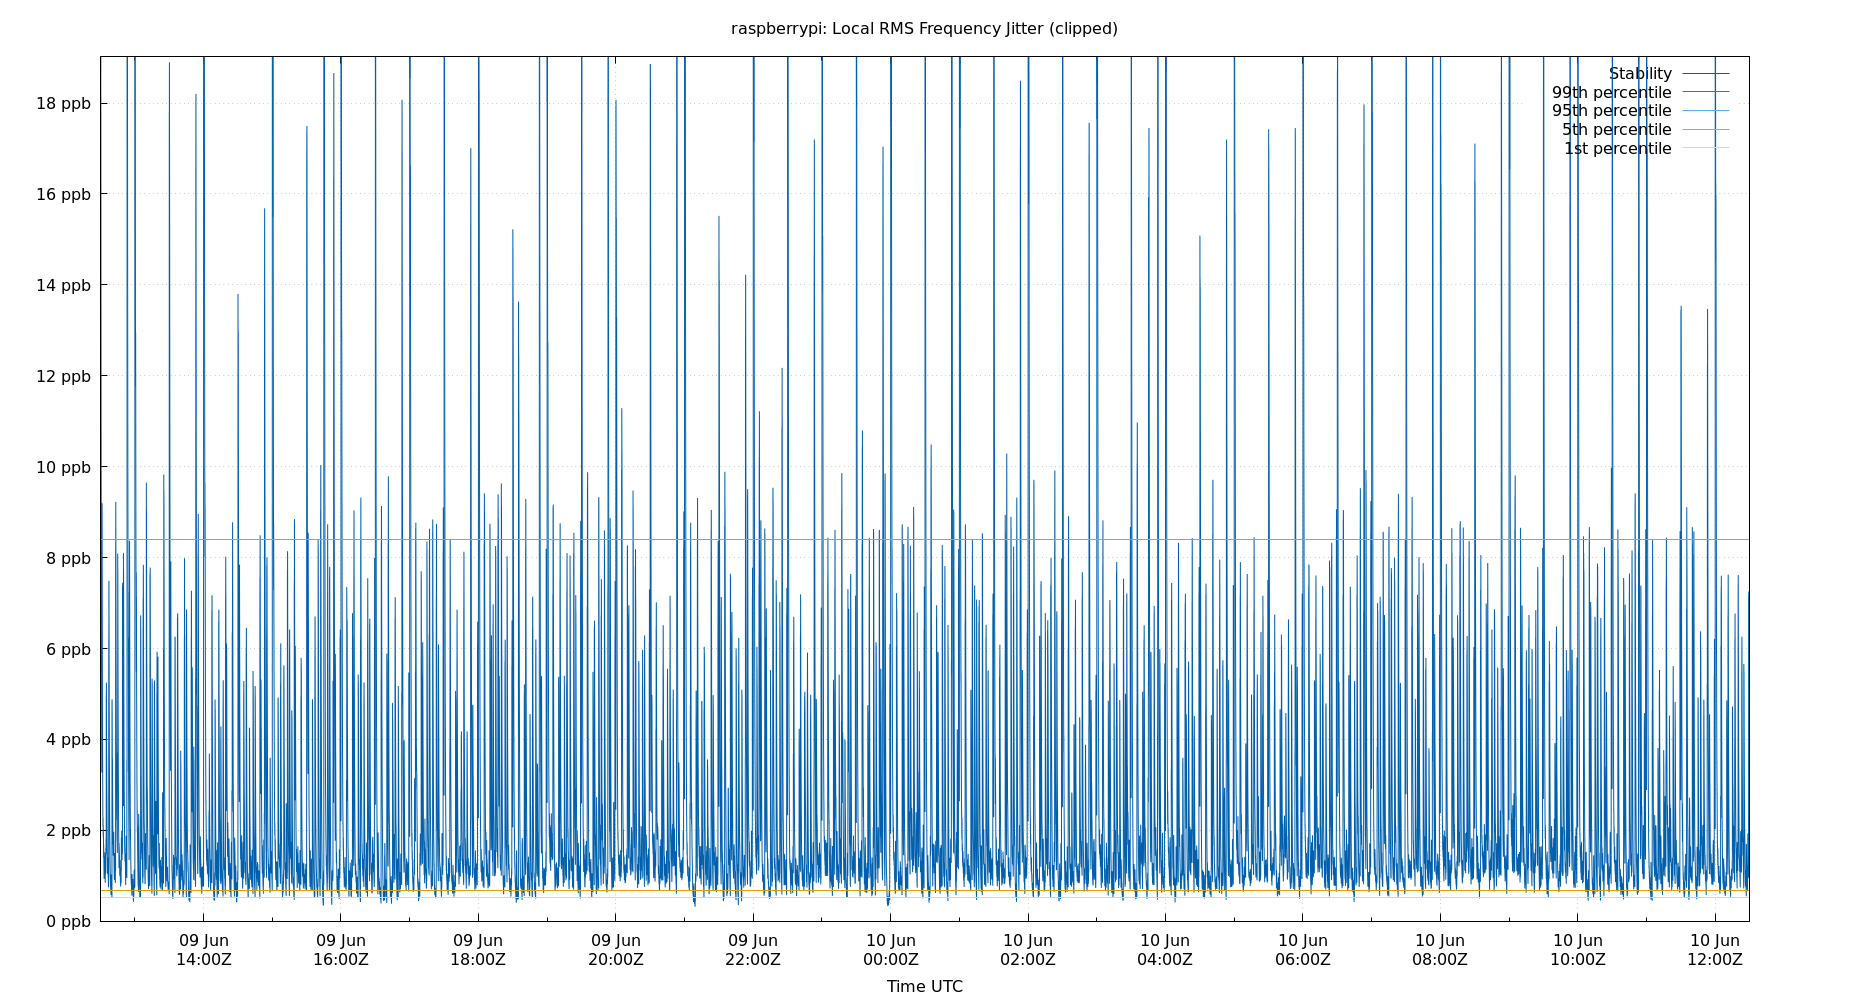 raspberrypi: Local RMS Frequency Jitter (clipped)
Stability
99th percentile
95th percentile
5th percentile
1st percentile
18 ppb
16 ppb
14 ppb
12 ppb
10 ppb
8 ppb
6 ppb
4 ppb
2 ppb
0 ppb
09 Jun 09 Jun 09 Jun 09 Jun 09 Jun 10 Jun 10 Jun 10 Jun 10 Jun 10 Jun 10 Jun 10 Jun
14:00Z 16:00Z 18:00Z 20:00Z 22:00Z 00:00Z 02:00Z 04:00Z 06:00Z 08:00Z 10:00Z 12:00Z
Time UTC